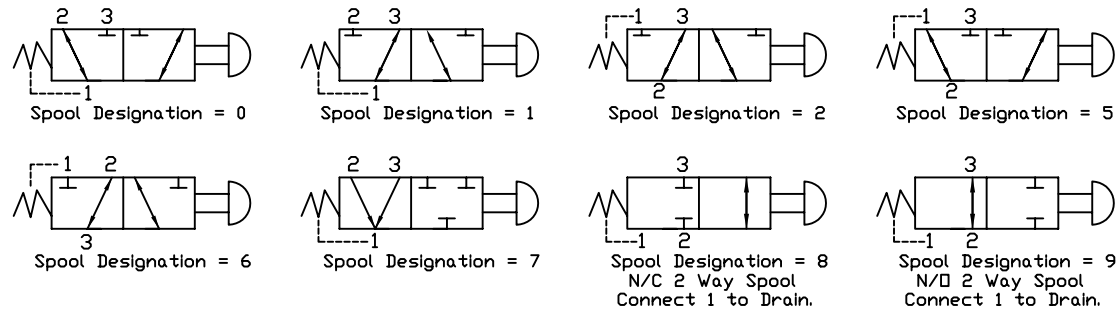 2 3
1
Spool Designation = 0
2 3
1
Spool Designation = 1
1 3
2
Spool Designation = 2
1 3
2
Spool Designation = 5
1 2
3
Spool Designation = 6
2 3
1
Spool Designation = 7
3
1 2
Spool Designation = 8
N/C 2 Way Spool
Connect 1 to Drain.
3
1 2
Spool Designation = 9
N/O 2 Way Spool
Connect 1 to Drain.